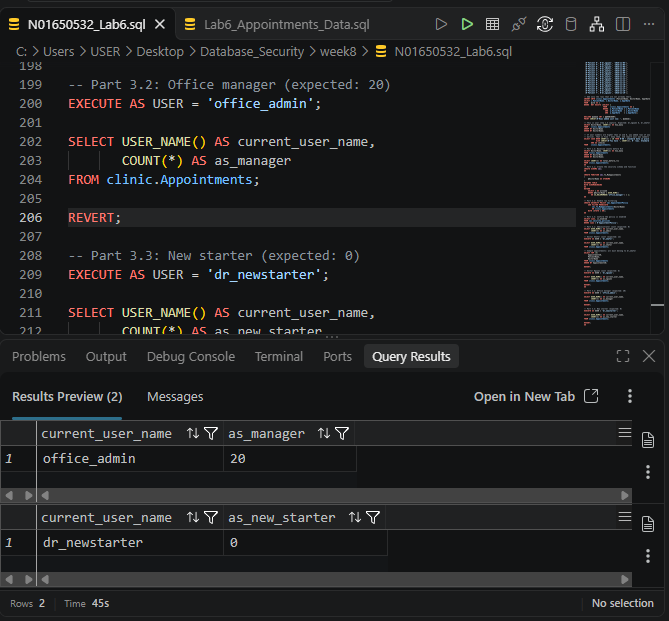 N01650532_Lab6.sql
Lab6_Appointments_Data.sql
C: > Users > USER > Desktop > Database_Security > week8 > N01650532_Lab6.sql
198
199 -- Part 3.2: Office manager (expected: 20)
200 EXECUTE AS USER = 'office_admin';
201
202 SELECT USER_NAME() AS current_user_name,
203 COUNT(*) AS as_manager
204 FROM clinic.Appointments;
205
206 REVERT;
207
208 -- Part 3.3: New starter (expected: 0)
209 EXECUTE AS USER = 'dr_newstarter';
210
211 SELECT USER_NAME() AS current_user_name,
212 COUNT(*) AS as_new_starter
Problems Output Debug Console Terminal Ports Query Results
Results Preview (2) Messages Open in New Tab
current_user_name as_manager
1 office_admin 20
current_user_name as_new_starter
1 dr_newstarter 0
Rows 2 Time 45s No selection